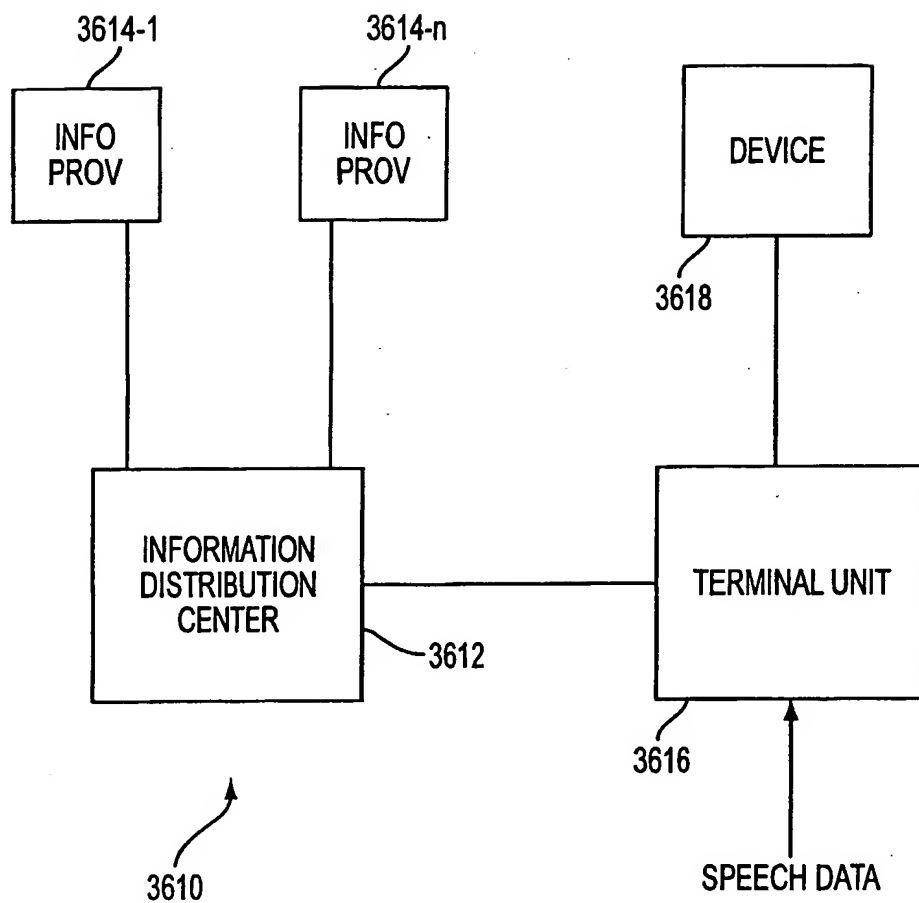 3614-1
3614-n
INFO
PROV
INFO
PROV
DEVICE
3618
INFORMATION
DISTRIBUTION
CENTER
TERMINAL UNIT
3612
3616
3610
SPEECH DATA